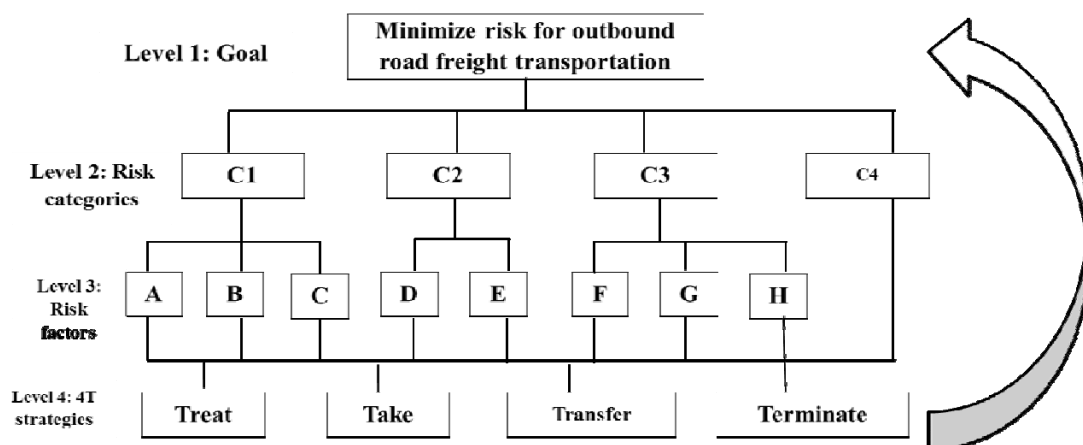 Level 1: Goal
Minimize risk for outbound
road freight transportation
Level 2: Risk
categories
C1
C2
C3
C4
Level 3:
Risk
factors
A
B
C
D
E
F
G
H
Level 4: 4T
strategies
Treat
Take
Transfer
Terminate